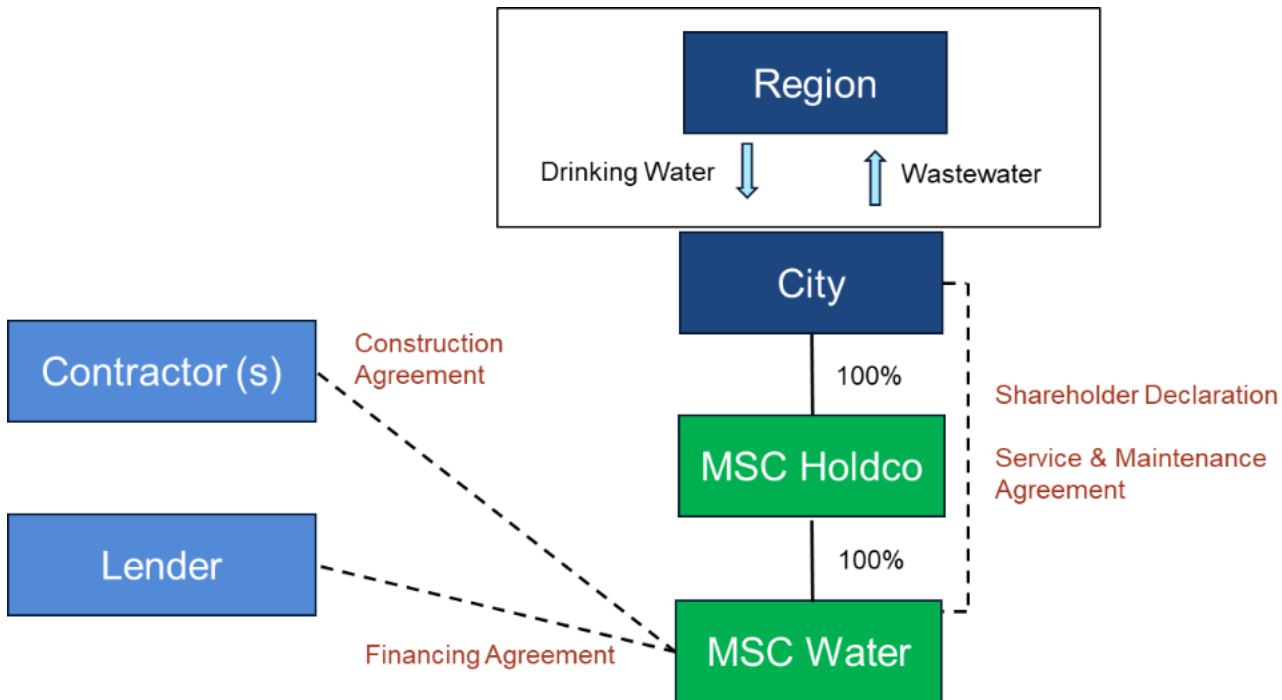 Region
Drinking Water
Wastewater
City
Contractor (s)
Construction
Agreement
100%
Shareholder Declaration
MSC Holdco
Service & Maintenance
Agreement
Lender
100%
Financing Agreement
MSC Water